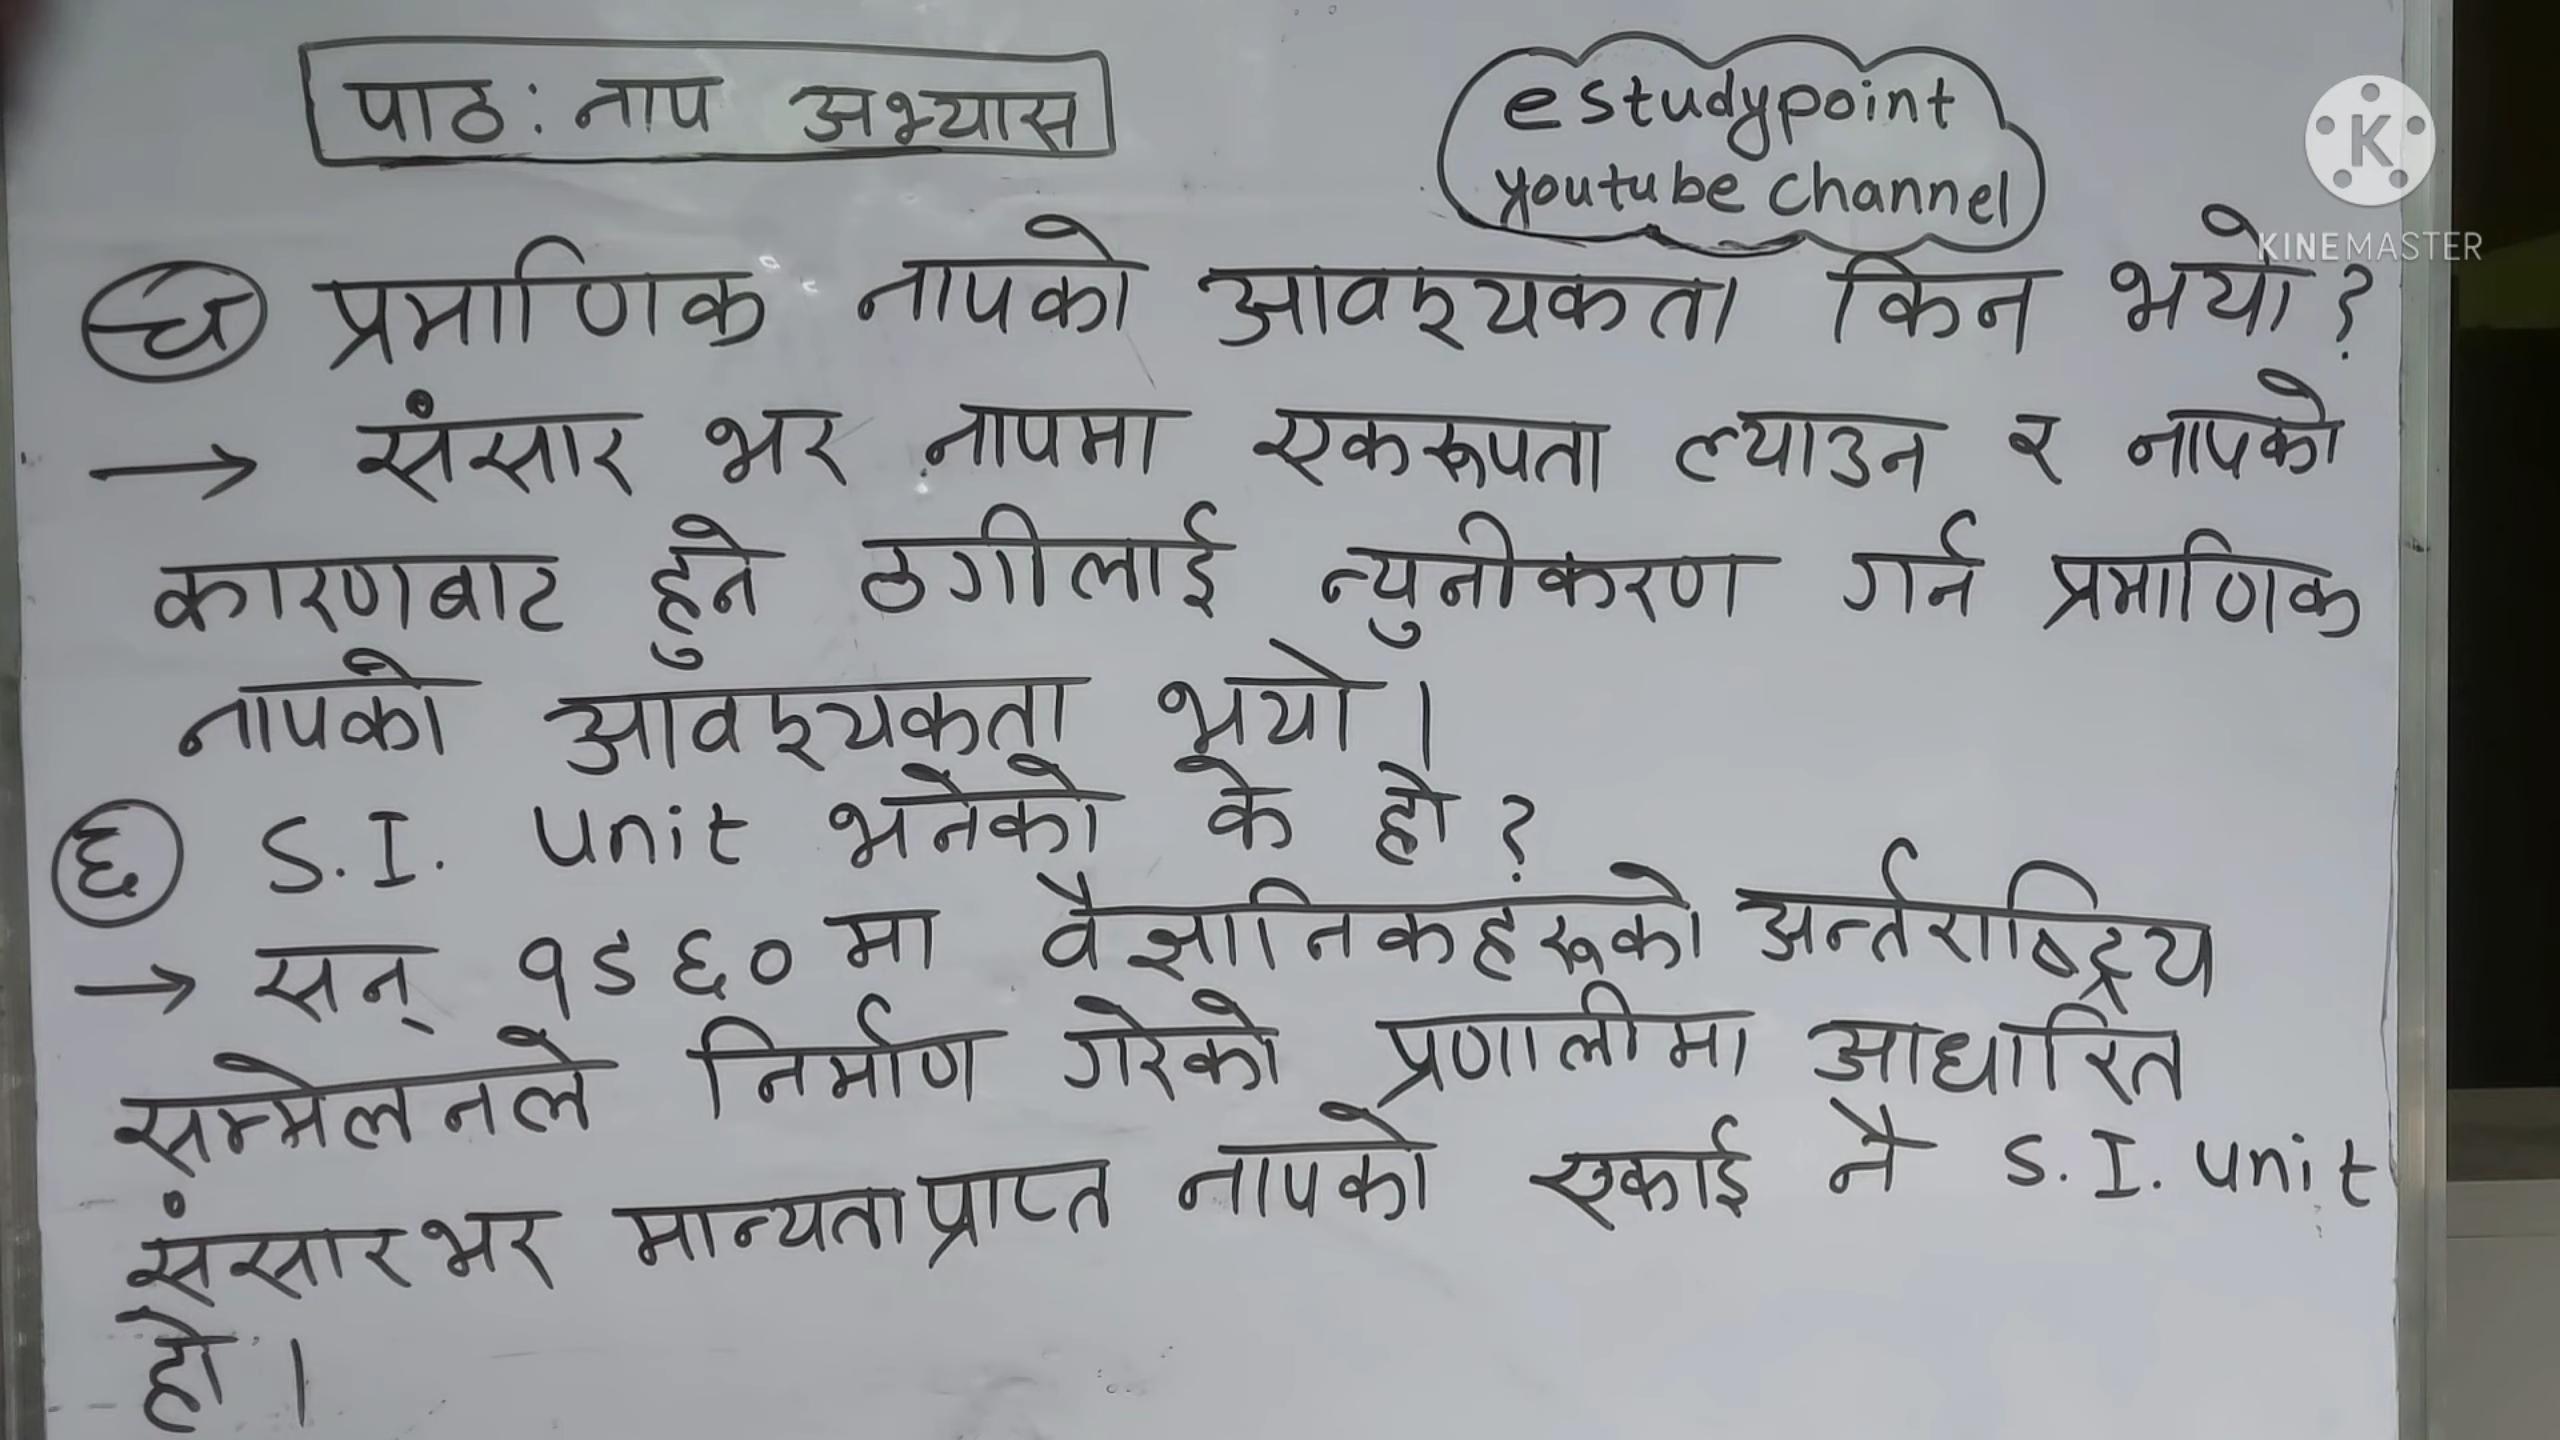 पाठ: नाप अभ्यास
estudypoint
youtube channel
KINEMASTER
घ प्रमाणिक नापको आवश्यकता किन भयो?
→ संसार भर नापमा एकरूपता ल्याउन र नापको
कारणबाट हुने ठगीलाई न्युनीकरण गर्न प्रमाणिक
नापको आवश्यकता भयो।
ङ S.I. unit भनेको के हो?
→ सन् १९६० मा वैज्ञानिकहरूको अर्न्तराष्ट्रिय
सम्मेलनले निर्माण गरेको प्रणालीमा आधारित
संसारभर मान्यताप्राप्त नापको एकाई नै S.I. unit
हो।